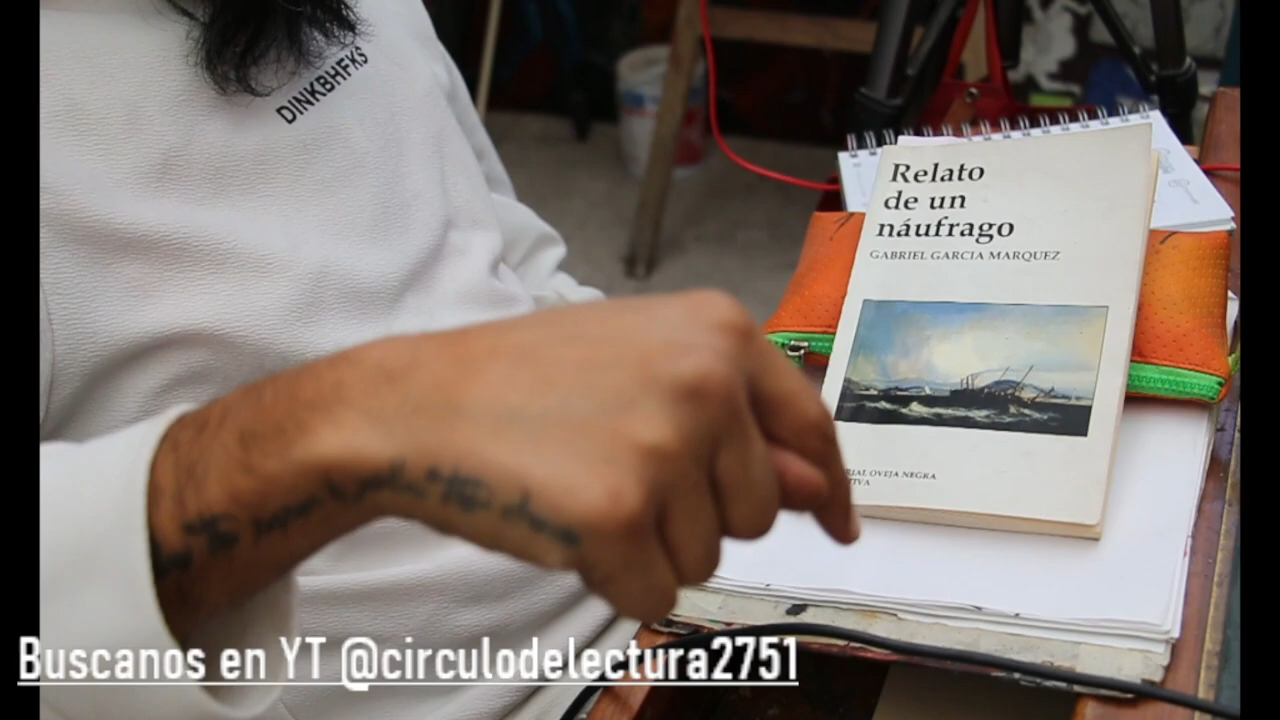 DINKBHFKS
Relato
de un
náufrago
GABRIEL GARCIA MARQUEZ
OVEJA NEGRA
Buscanos en YT @circulodelectura2751